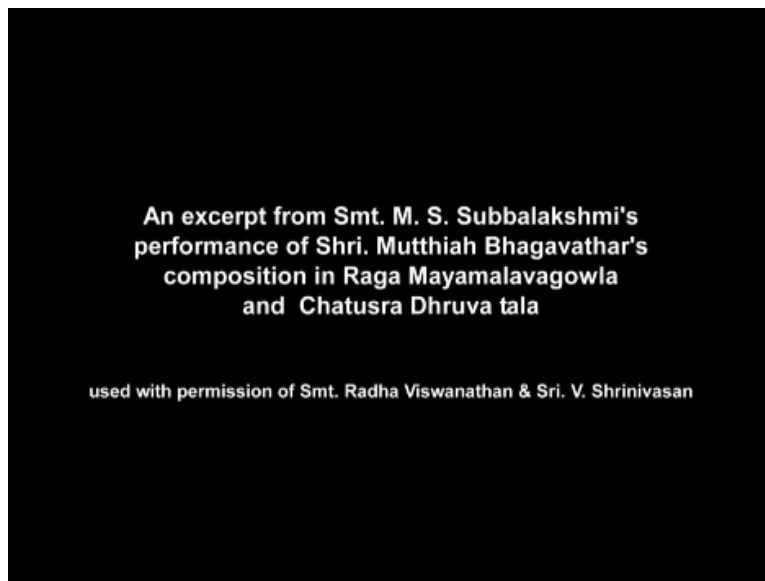 An excerpt from Smt. M. S. Subbalakshmi's
performance of Shri. Mutthiah Bhagavathar's
composition in Raga Mayamalavagowla
and  Chatusra Dhruva tala
used with permission of Smt. Radha Viswanathan & Sri. V. Shrinivasan